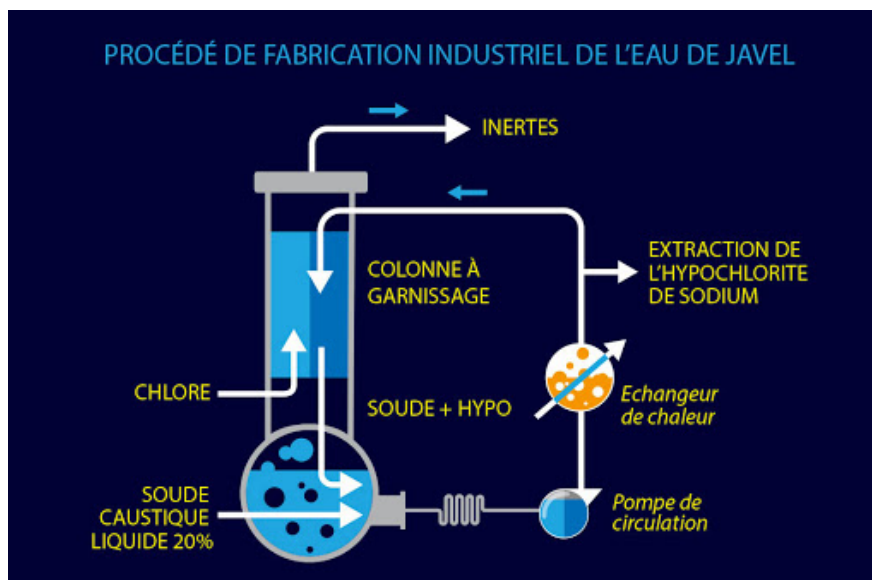 PROCÉDÉ DE FABRICATION INDUSTRIEL DE L'EAU DE JAVEL
INERTES
EXTRACTION DE
L'HYPOCHLORITE
DE SODIUM
COLONNE À
GARNISSAGE
CHLORE
SOUDE + HYPO
Echangeur
de chaleur
SOUDE
CAUSTIQUE
LIQUIDE 20%
Pompe de
circulation